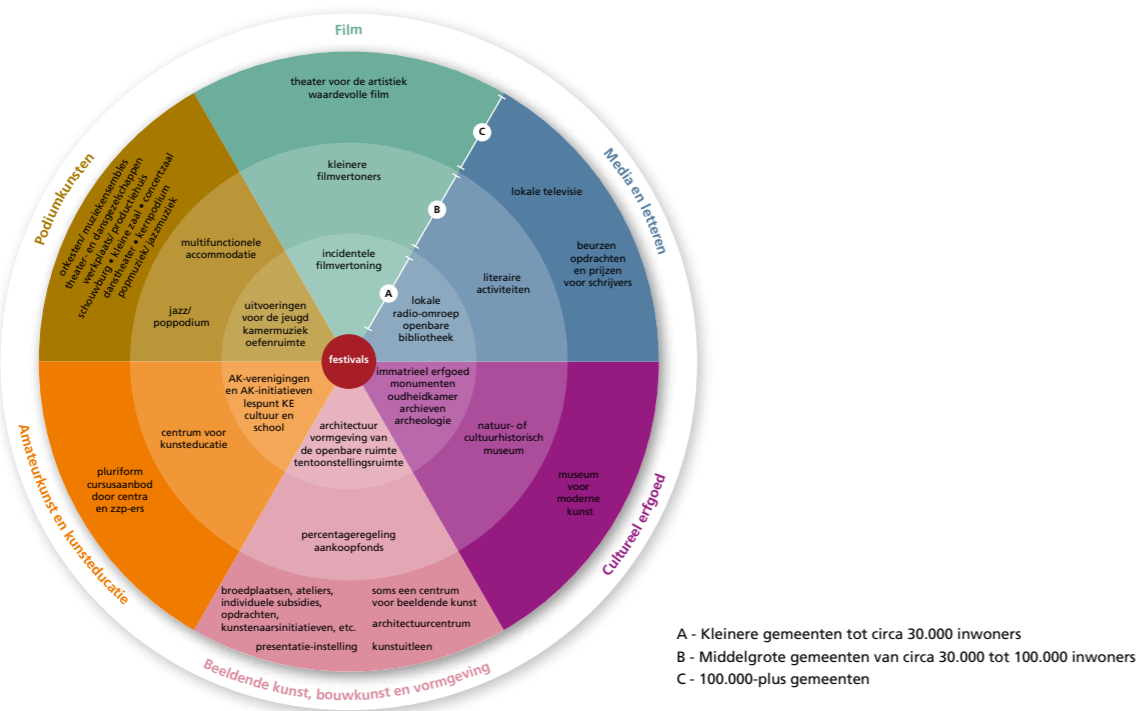 Film
theater voor de artistiek
waardevolle film
C
kleinere
filmvertoners
B
incidentele
filmvertoning
A
Media en letteren
lokale televisie
beurzen
opdrachten
en prijzen
voor schrijvers
literaire
activiteiten
lokale
radio-omroep
openbare
bibliotheek
Podiumkunsten
orkesten/ muziekensembles
theater- en dansgezelschappen
werkplaats/ productiehuis
schouwburg • kleine zaal • concertzaal
danstheater • kernpodium
popmuziek/ jazzmuziek
multifunctionele
accommodatie
jazz/
poppodium
uitvoeringen
voor de jeugd
kamermuziek
oefenruimte
festivals
AK-verenigingen
en AK-initiatieven
lespunt KE
cultuur en
school
centrum voor
kunsteducatie
pluriform
cursusaanbod
door centra
en zzp-ers
Amateurkunst en kunsteducatie
immatrieel erfgoed
monumenten
oudheidkamer
archieven
archeologie
natuur- of
cultuurhistorisch
museum
museum
voor
moderne
kunst
Cultureel erfgoed
architectuur
vormgeving van
de openbare ruimte
tentoonstellingsruimte
percentageregeling
aankoopfonds
broedplaatsen, ateliers,
individuele subsidies,
opdrachten,
kunstenaarsinitiatieven, etc.
presentatie-instelling
soms een centrum
voor beeldende kunst
architectuurcentrum
kunstuitleen
Beeldende kunst, bouwkunst en vormgeving
A - Kleinere gemeenten tot circa 30.000 inwoners
B - Middelgrote gemeenten van circa 30.000 tot 100.000 inwoners
C - 100.000-plus gemeenten